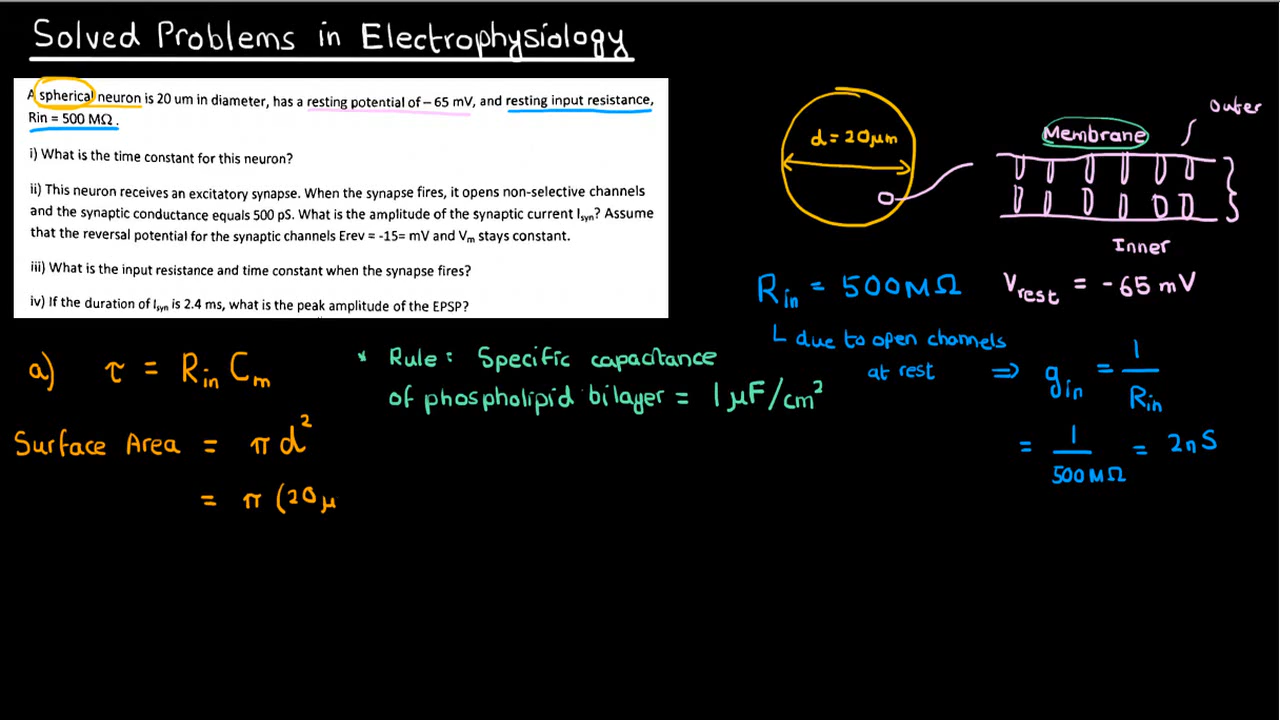 Solved Problems in Electrophysiology
A spherical neuron is 20 um in diameter, has a resting potential of – 65 mV, and resting input resistance,
Rin = 500 MΩ.
i) What is the time constant for this neuron?
ii) This neuron receives an excitatory synapse. When the synapse fires, it opens non-selective channels
and the synaptic conductance equals 500 pS. What is the amplitude of the synaptic current Isyn? Assume
that the reversal potential for the synaptic channels Erev = -15= mV and Vm stays constant.
iii) What is the input resistance and time constant when the synapse fires?
iv) If the duration of Isyn is 2.4 ms, what is the peak amplitude of the EPSP?
d = 20μm
Outer
Membrane
Inner
Rin = 500MΩ
Vrest = -65 mV
L due to open channels
at rest ⇒ gin = 1/Rin
= 1/500MΩ = 2nS
a) τ = Rin Cm
* Rule: Specific capacitance
of phospholipid bilayer = 1μF/cm²
Surface Area = πd²
= π (20μ